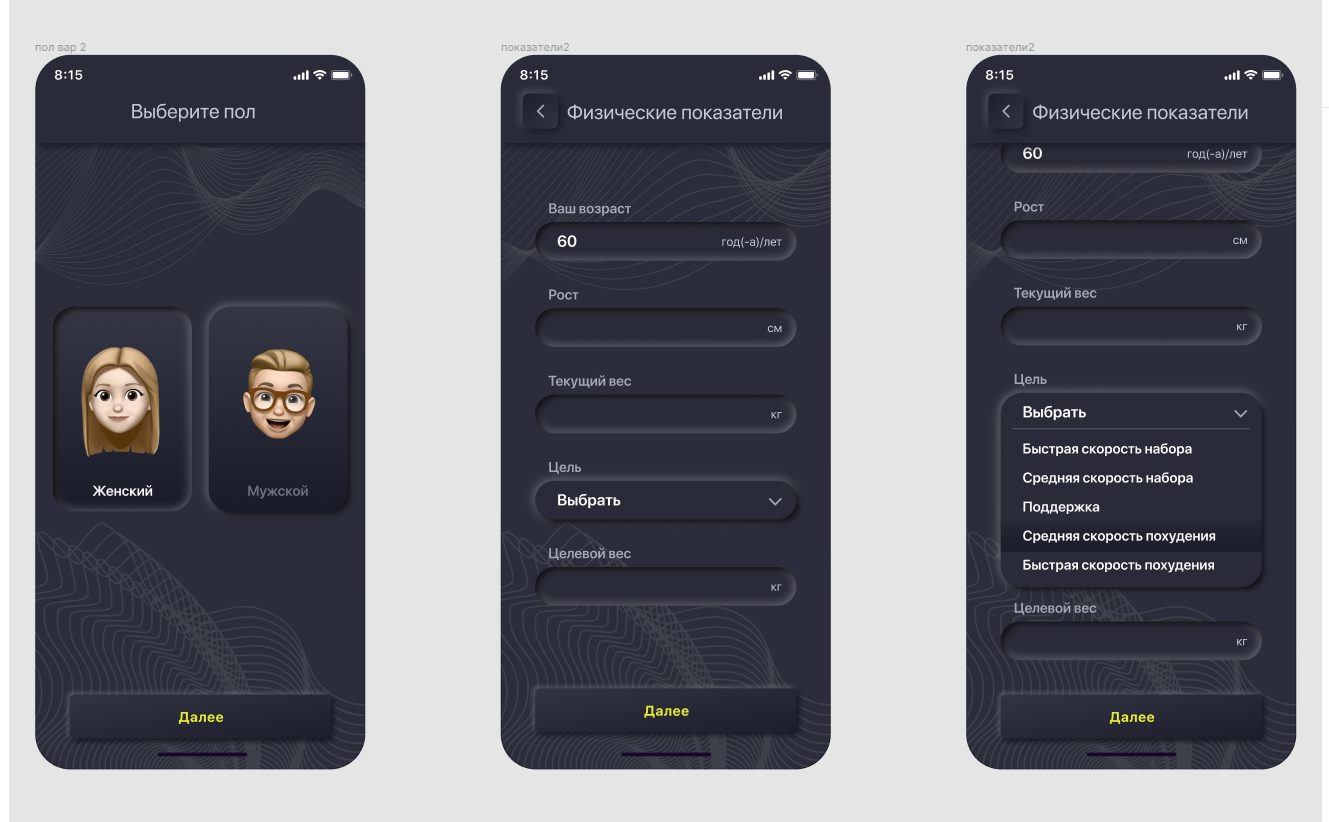 пол вар 2
8:15
Выберите пол
Женский
Мужской
Далее
показатели2
8:15
Физические показатели
Ваш возраст
60 год(-а)/лет
Рост
см
Текущий вес
кг
Цель
Выбрать
Целевой вес
кг
Далее
показатели2
8:15
Физические показатели
60 год(-а)/лет
Рост
см
Текущий вес
кг
Цель
Выбрать
Быстрая скорость набора
Средняя скорость набора
Поддержка
Средняя скорость похудения
Быстрая скорость похудения
Целевой вес
кг
Далее